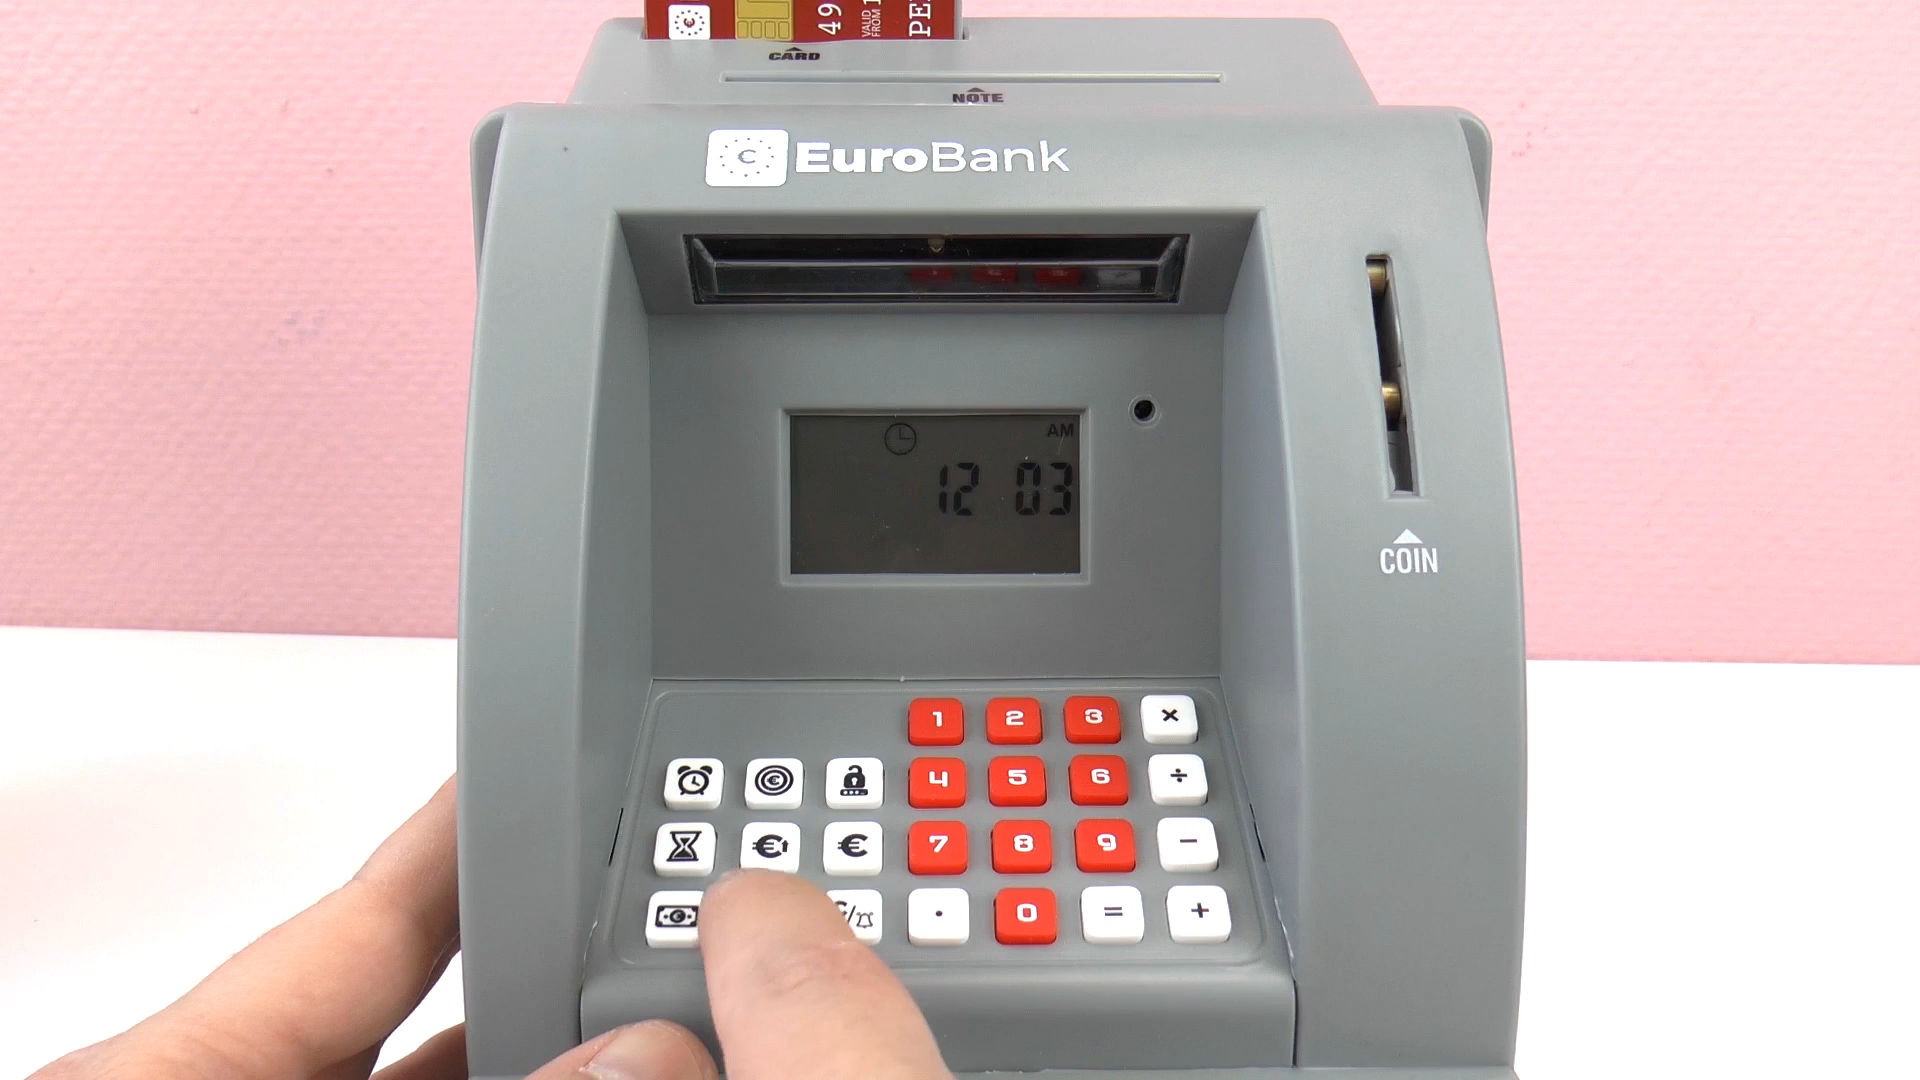 49
VALID
FROM
CARD
NOTE
EuroBank
AM
12 03
COIN
1 2 3 ×
4 5 6 ÷
€↑ € 7 8 9 −
. 0 = +